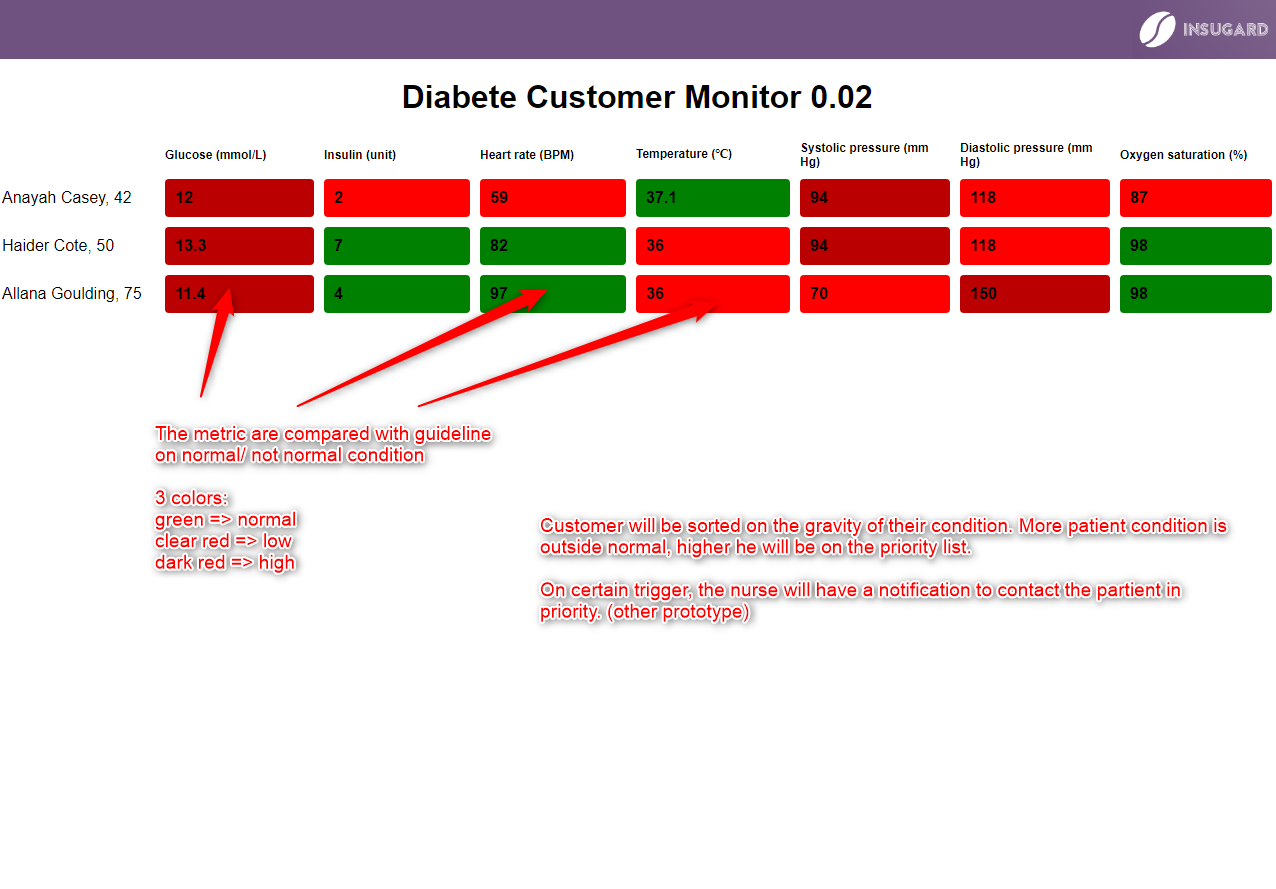 INSUGARD
Diabete Customer Monitor 0.02
Glucose (mmol/L) Insulin (unit) Heart rate (BPM) Temperature (°C) Systolic pressure (mm Hg) Diastolic pressure (mm Hg) Oxygen saturation (%)
Anayah Casey, 42 12 2 59 37.1 94 118 87
Haider Cote, 50 13.3 7 82 36 94 118 98
Allana Goulding, 75 11.4 4 97 36 70 150 98
The metric are compared with guideline
on normal/ not normal condition
3 colors:
green => normal
clear red => low
dark red => high
Customer will be sorted on the gravity of their condition. More patient condition is
outside normal, higher he will be on the priority list.
On certain trigger, the nurse will have a notification to contact the partient in
priority. (other prototype)